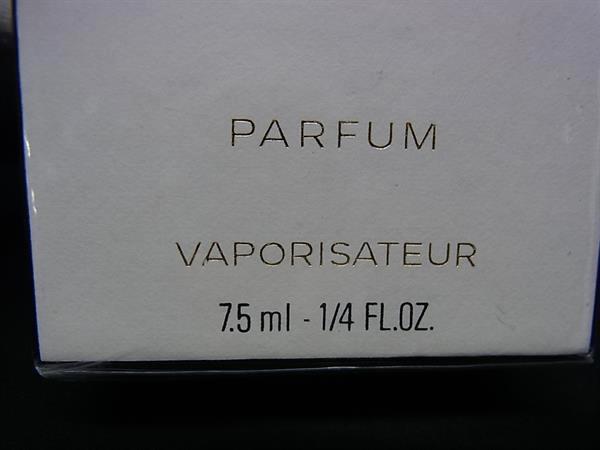 PARFUM
VAPORISATEUR
7.5 ml - 1/4 FL.OZ.